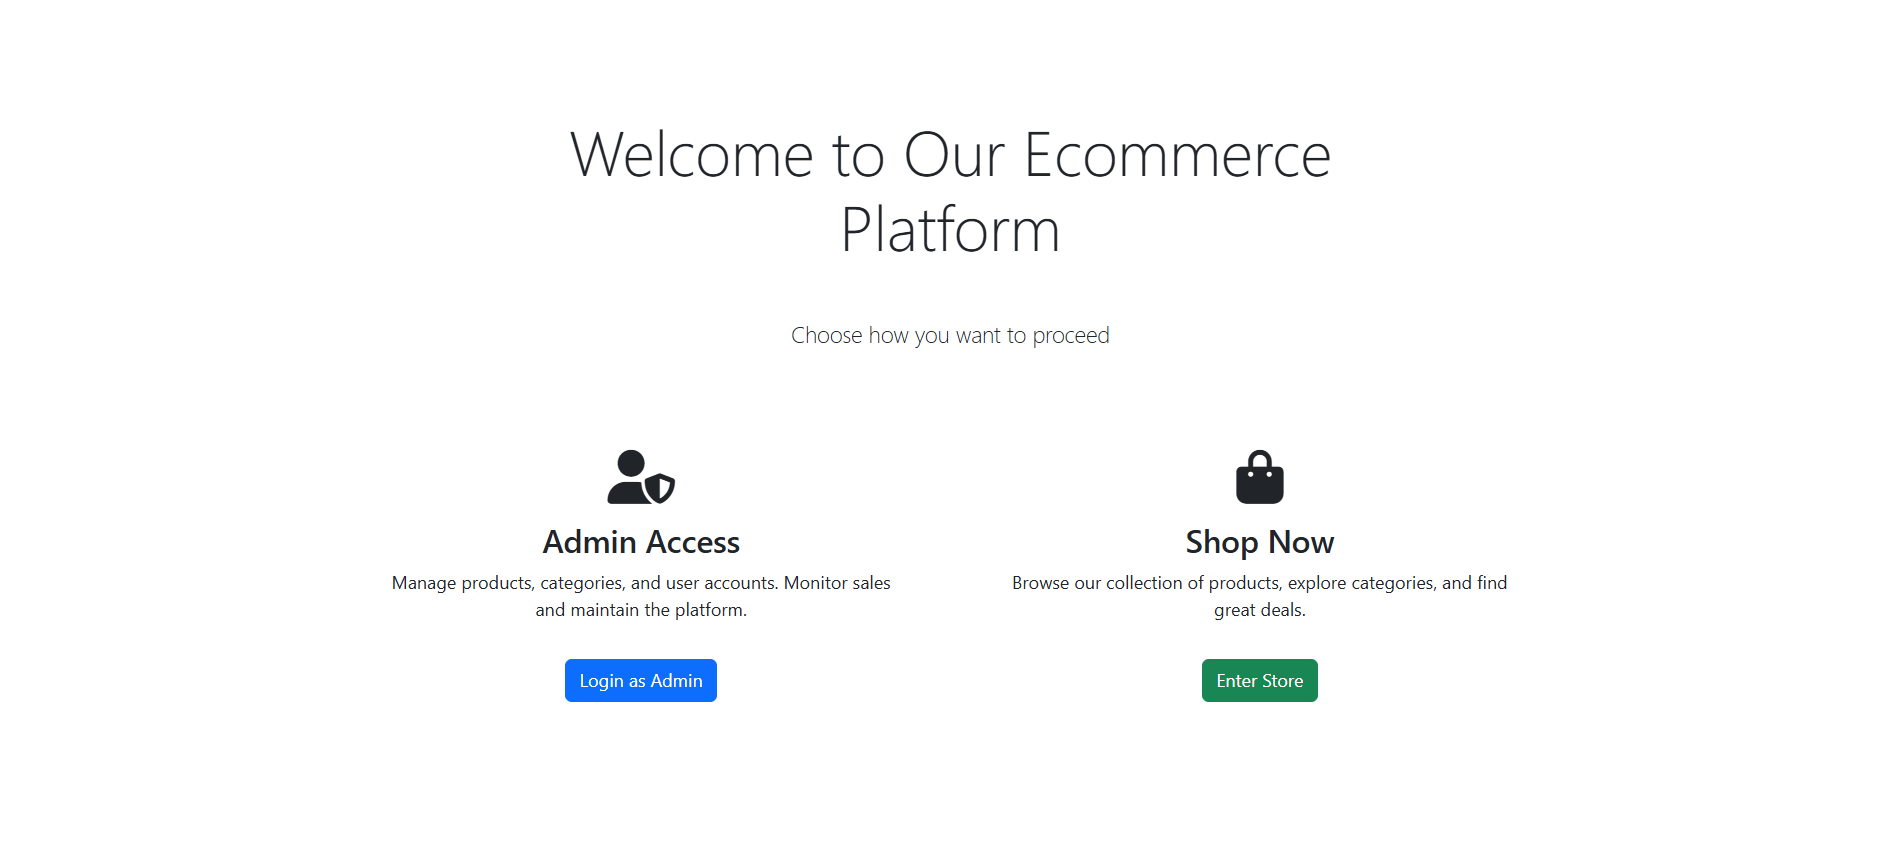 Welcome to Our Ecommerce
Platform
Choose how you want to proceed
Admin Access
Manage products, categories, and user accounts. Monitor sales
and maintain the platform.
Login as Admin
Shop Now
Browse our collection of products, explore categories, and find
great deals.
Enter Store